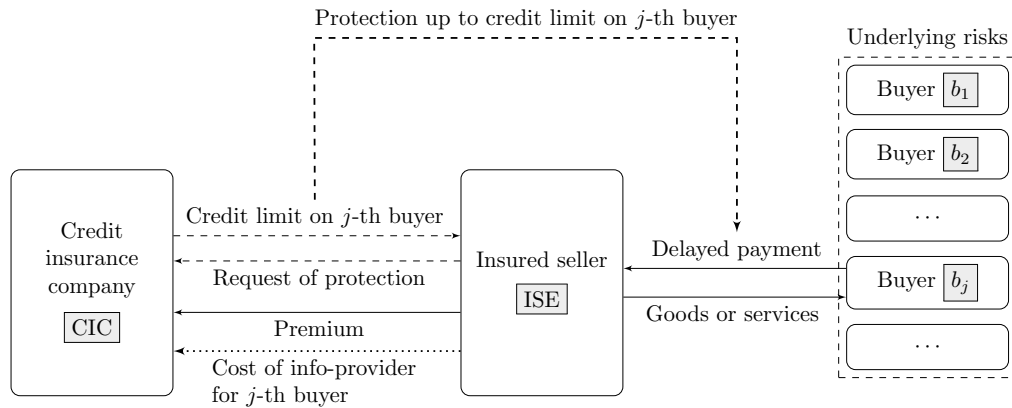 Protection up to credit limit on j-th buyer
Underlying risks
Buyer b1
Buyer b2
...
Buyer bj
...
Credit
insurance
company
CIC
Credit limit on j-th buyer
Request of protection
Premium
Cost of info-provider
for j-th buyer
Insured seller
ISE
Delayed payment
Goods or services